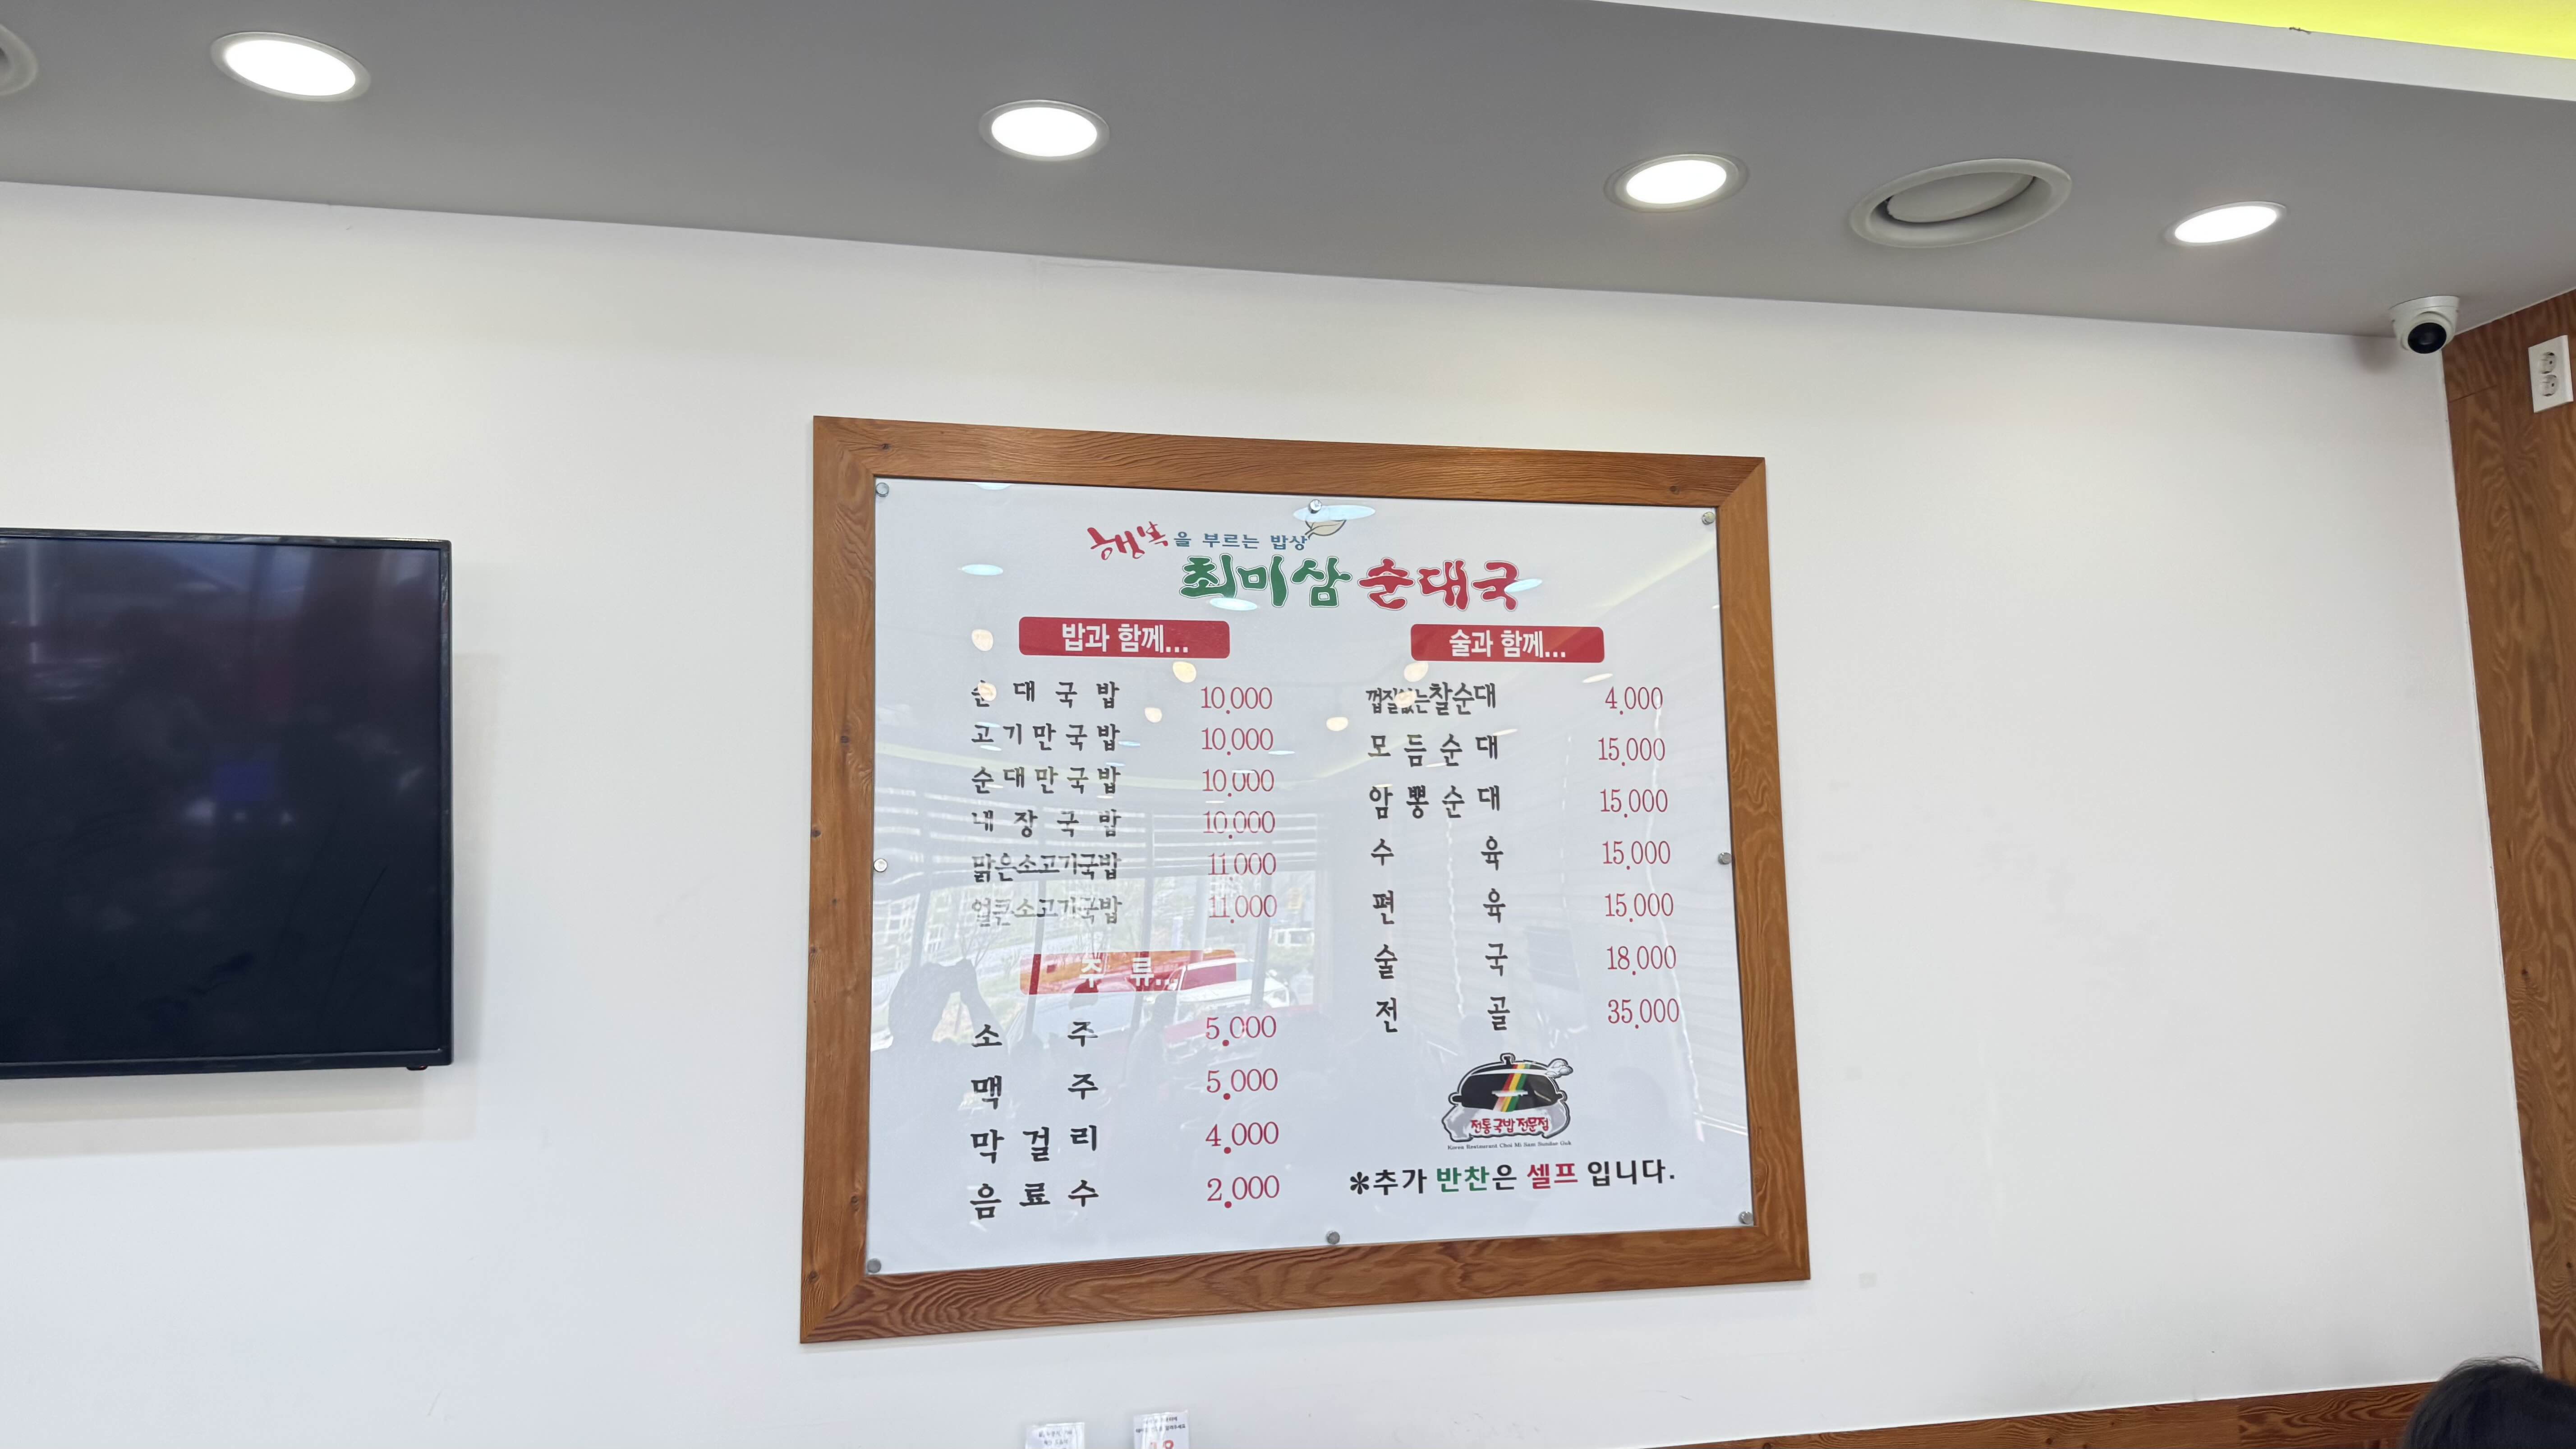 행복을 부르는 밥상
최미삼 순대국
밥과 함께...
순대국밥 10,000
고기만국밥 10,000
순대만국밥 10,000
내장국밥 10,000
맑은소고기국밥 11,000
얼큰소고기국밥 11,000
주 류...
소주 5,000
맥주 5,000
막걸리 4,000
음료수 2,000
술과 함께...
껍질없는찰순대 4,000
모듬순대 15,000
암뽕순대 15,000
수육 15,000
편육 15,000
술국 18,000
전골 35,000
전통국밥전문점
Korea Restaurant Choi Mi Sam Sundae Guk
*추가 반찬은 셀프 입니다.